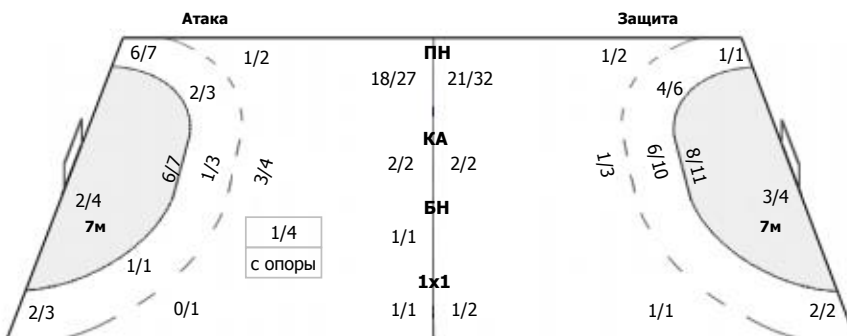 Атака Защита
6/7 1/2 ПН 1/2 1/1
18/27 21/32
2/3 4/6
КА
6/7 1/3 3/4 2/2 2/2 1/3 6/10 8/11
2/4 3/4
7м БН 7м
1/4 1/1
с опоры
1/1
1х1
2/3 0/1 1/1 1/2 1/1 2/2